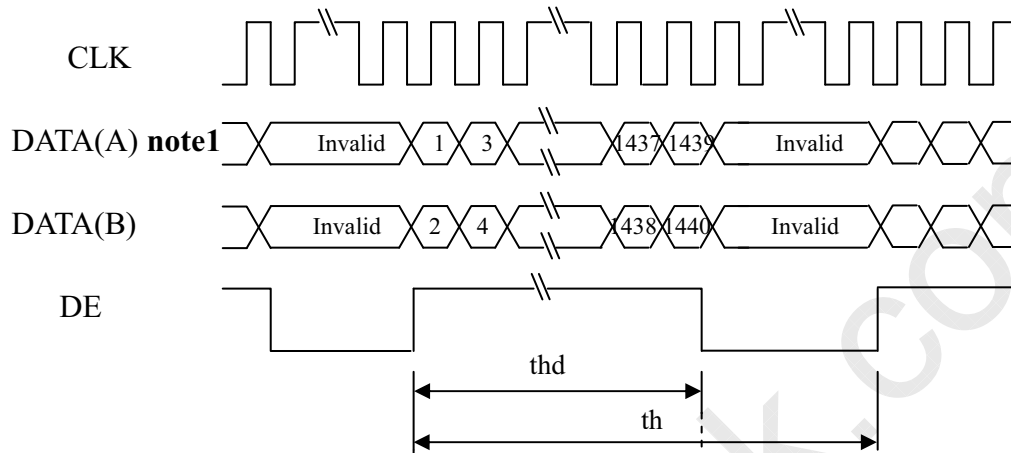 CLK
DATA(A) note1
Invalid 1 3 1437 1439 Invalid
DATA(B)
Invalid 2 4 1438 1440 Invalid
DE
thd
th